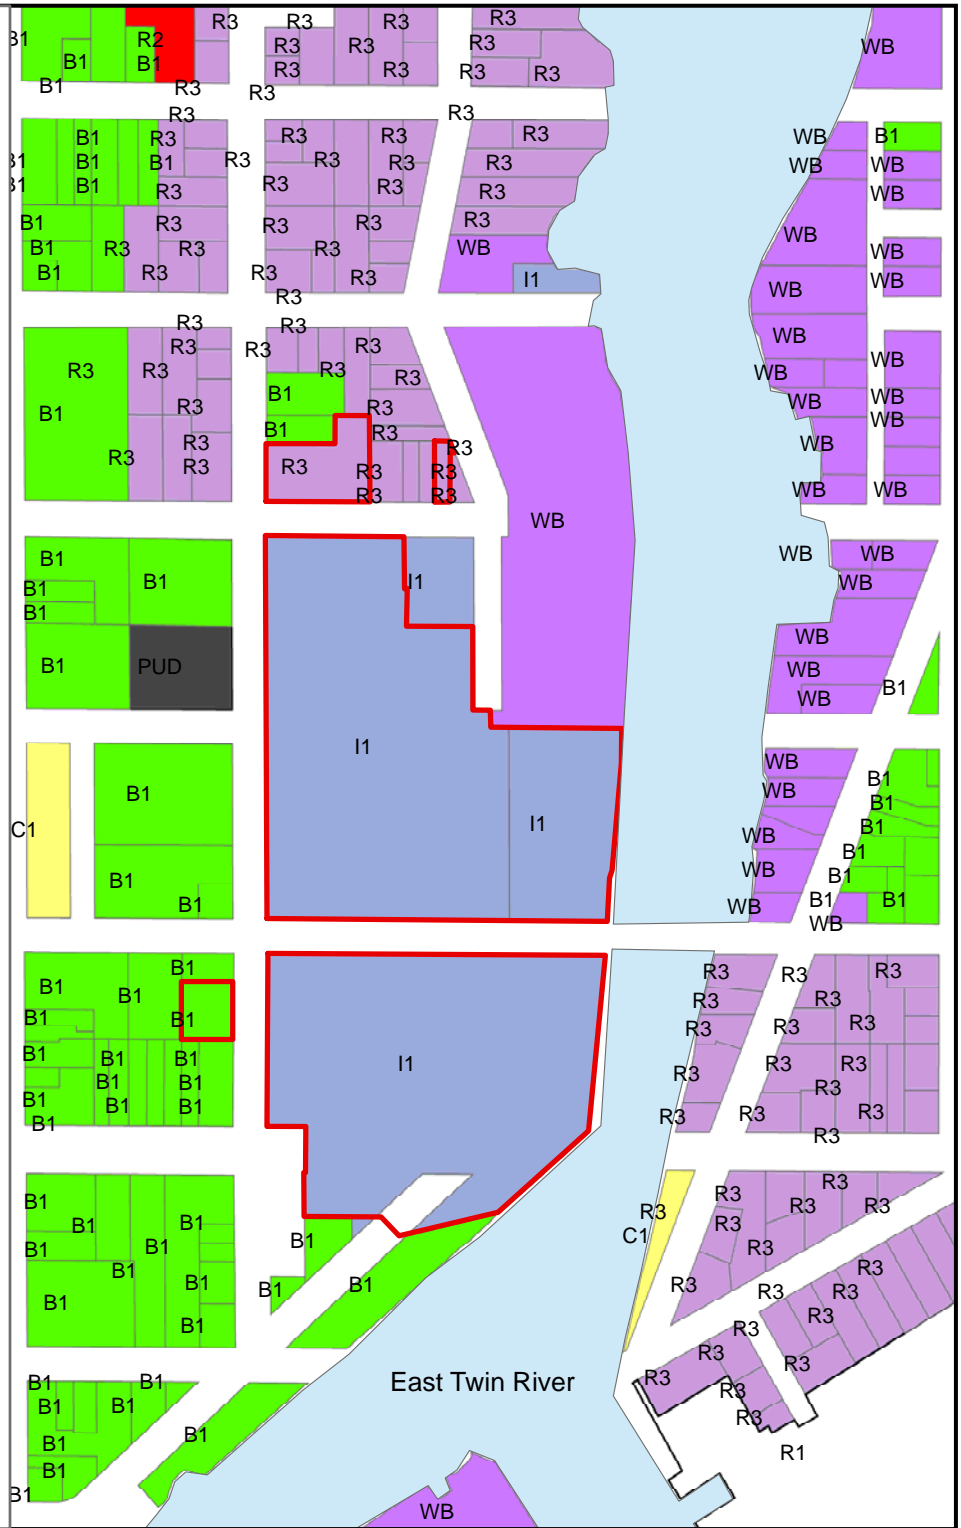 R3 R3 R3
B1 R2 R3 R3 R3 WB
B1 B1 R3 R3 R3 R3
B1 R3 R3
R3 R3
B1 R3 R3 R3 R3 WB B1
B1 B1 B1 R3 R3 R3 R3 WB WB
B1 B1 R3 R3 R3 R3 WB
B1 R3 R3 R3 R3 WB
B1 R3 R3 R3 WB WB
B1 R3 R3 R3 I1 WB WB
R3
R3 R3 WB
R3 R3 R3 WB
R3 R3 R3 R3 WB
B1 R3 B1 R3 WB WB
B1 R3 WB
R3 B1 R3 R3 WB
R3 R3 R3 R3 R3
R3 R3 WB WB
WB
B1 B1 I1 WB WB
B1 WB
B1
B1 PUD WB
WB B1
WB
I1 WB
B1 WB B1
C1 I1 B1
WB B1
B1 WB B1
B1 B1
B1 WB B1 B1
WB
B1 R3 R3 R3
B1 B1 R3 R3
B1 B1 R3 R3 R3
B1 B1 B1 I1 R3 R3 R3
B1 B1 R3
B1 B1 B1 R3 R3 R3
B1 R3
B1 B1 B1 R3 R3 R3 R3
B1 B1 B1 R3 C1 R3 R3
B1 B1 B1 B1 R3 R3
B1 B1 R3 R3
B1 R3 R3
R3
B1 B1 East Twin River R3 R3
B1 B1 R3
B1 B1 R3
B1 R1
B1 WB